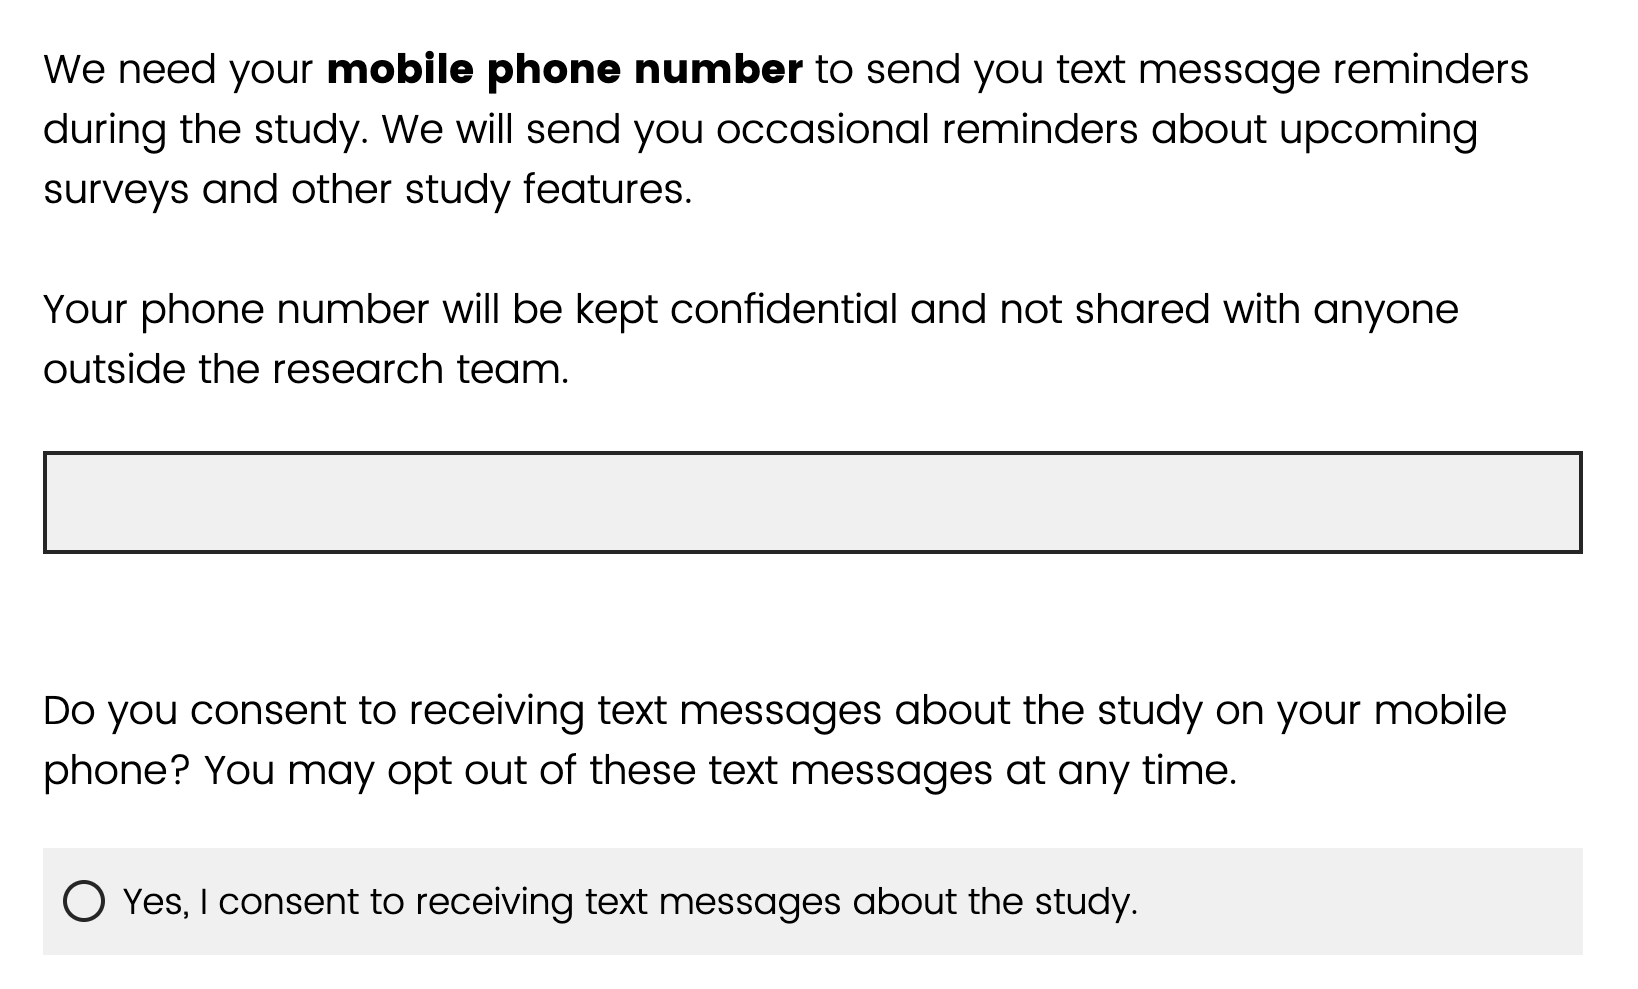 We need your mobile phone number to send you text message reminders
during the study. We will send you occasional reminders about upcoming
surveys and other study features.
Your phone number will be kept confidential and not shared with anyone
outside the research team.
Do you consent to receiving text messages about the study on your mobile
phone? You may opt out of these text messages at any time.
Yes, I consent to receiving text messages about the study.